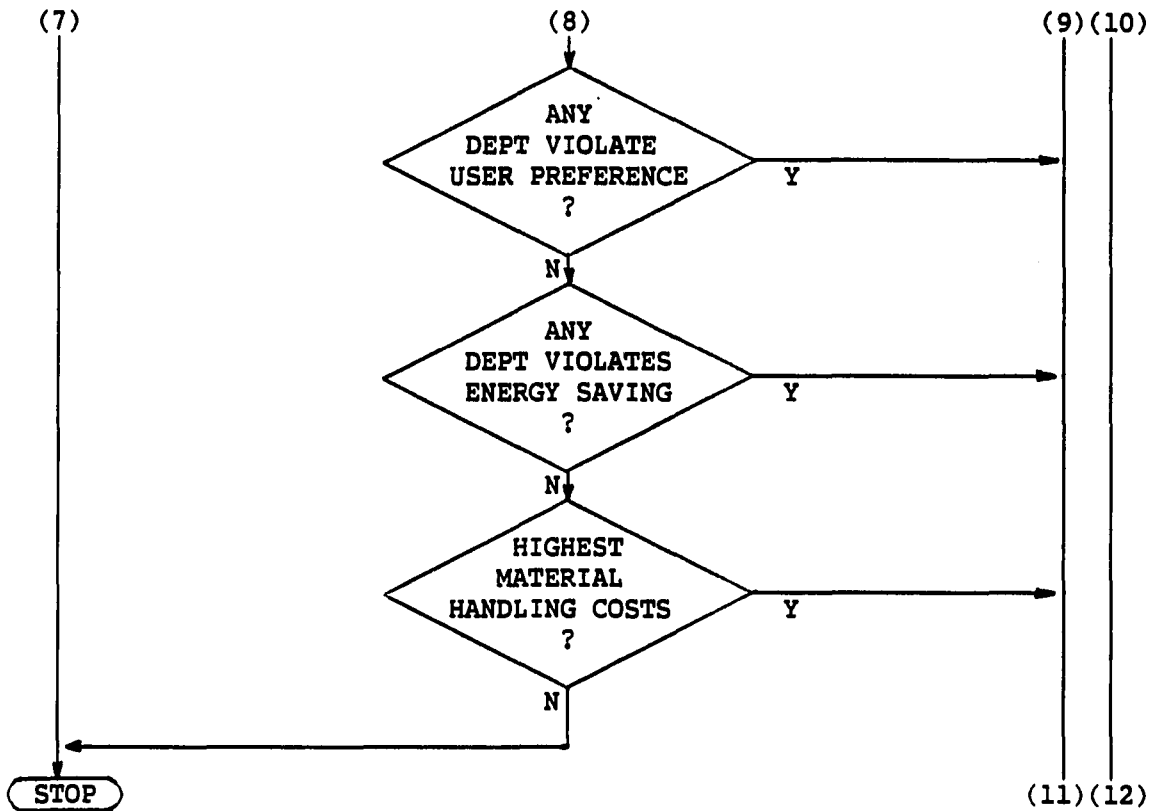 (7) (8) (9)(10)
ANY
DEPT VIOLATE
USER PREFERENCE
?
Y
N
ANY
DEPT VIOLATES
ENERGY SAVING
?
Y
N
HIGHEST
MATERIAL
HANDLING COSTS
?
Y
N
STOP
(11)(12)